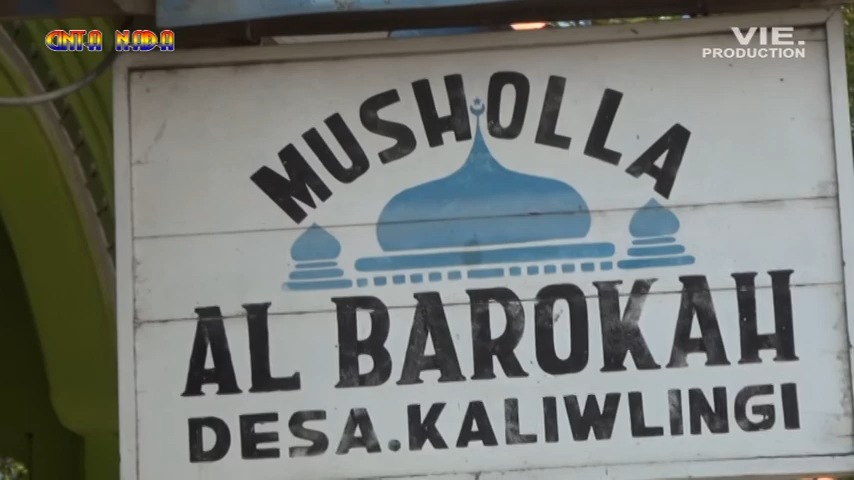 CINTA NADA
VIE.
PRODUCTION
MUSHOLLA
AL BAROKAH
DESA.KALIWLINGI